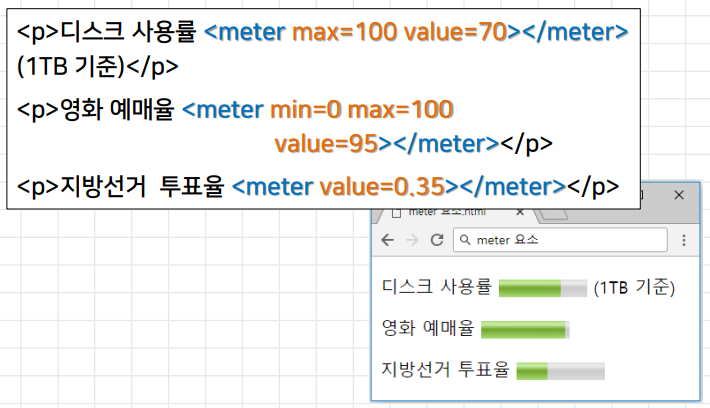 <p>디스크 사용률 <meter max=100 value=70></meter>
(1TB 기준)</p>
<p>영화 예매율 <meter min=0 max=100
value=95></meter></p>
<p>지방선거 투표율 <meter value=0.35></meter></p>
meter 요소.html
meter 요소
디스크 사용률 (1TB 기준)
영화 예매율
지방선거 투표율